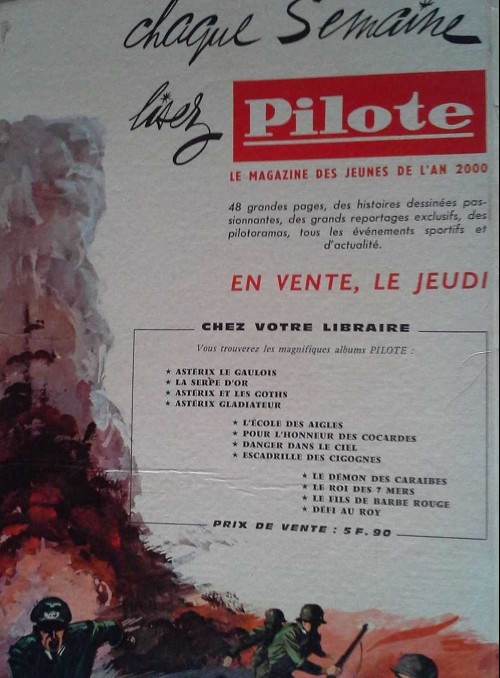 chaque Semaine
lisez
Pilote
LE MAGAZINE DES JEUNES DE L'AN 2000
48 grandes pages, des histoires dessinées pas-
sionnantes, des grands reportages exclusifs, des
pilotoramas, tous les événements sportifs et
d'actualité.
EN VENTE, LE JEUDI
CHEZ VOTRE LIBRAIRE
Vous trouverez les magnifiques albums PILOTE :
★ ASTÉRIX LE GAULOIS
★ LA SERPE D'OR
★ ASTÉRIX ET LES GOTHS
★ ASTÉRIX GLADIATEUR
★ L'ÉCOLE DES AIGLES
★ POUR L'HONNEUR DES COCARDES
★ DANGER DANS LE CIEL
★ ESCADRILLE DES CIGOGNES
★ LE DÉMON DES CARAIBES
★ LE ROI DES 7 MERS
★ LE FILS DE BARBE ROUGE
★ DÉFI AU ROY
PRIX DE VENTE : 5 F. 90